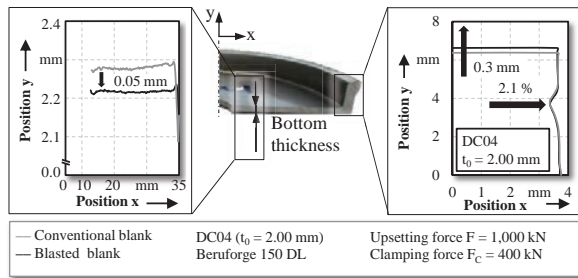 2.4
mm
2.2
2.1
0.0
Position y
0.05 mm
0 10 20 mm 35
Position x
y
x
Bottom
thickness
8
mm
4
2
0
Position y
0.3 mm
2.1 %
DC04
t0 = 2.00 mm
0 1 2 mm 4
Position x
Conventional blank
Blasted blank
DC04 (t0 = 2.00 mm)
Beruforge 150 DL
Upsetting force F = 1,000 kN
Clamping force FC = 400 kN